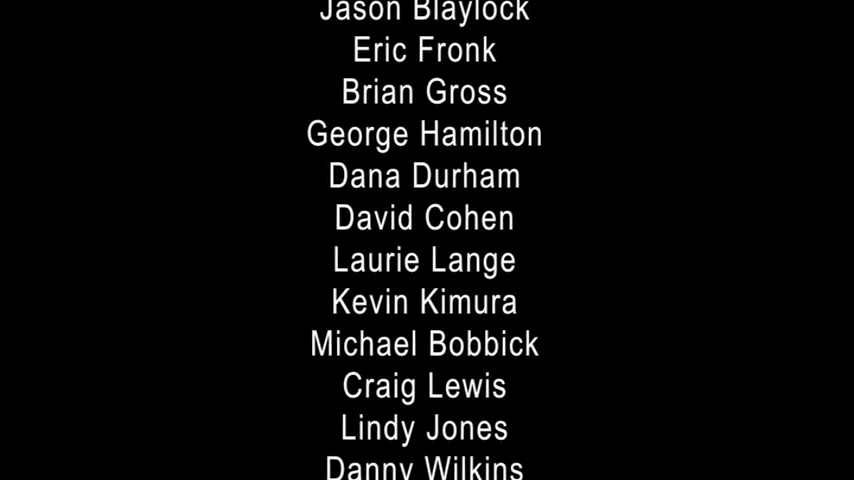 Jason Blaylock
Eric Fronk
Brian Gross
George Hamilton
Dana Durham
David Cohen
Laurie Lange
Kevin Kimura
Michael Bobbick
Craig Lewis
Lindy Jones
Danny Wilkins